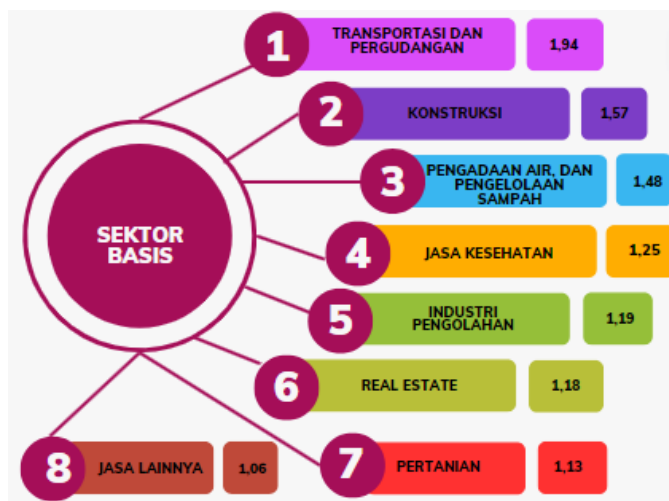 1
TRANSPORTASI DAN
PERGUDANGAN
1,94
2
KONSTRUKSI
1,57
3
PENGADAAN AIR, DAN
PENGELOLAAN
SAMPAH
1,48
SEKTOR
BASIS
4
JASA KESEHATAN
1,25
5
INDUSTRI
PENGOLAHAN
1,19
6
REAL ESTATE
1,18
7
PERTANIAN
1,13
8
JASA LAINNYA
1,06